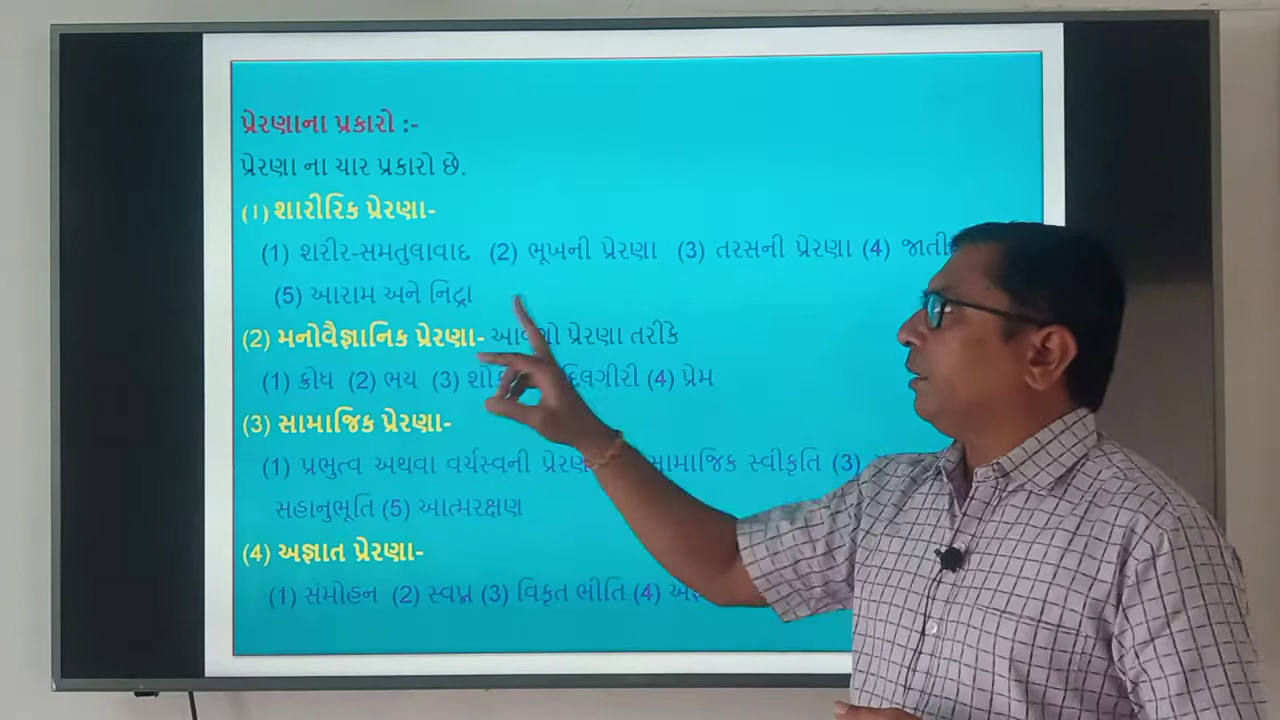 પ્રેરણાના પ્રકારો :-
પ્રેરણા ના ચાર પ્રકારો છે.
(1) શારીરિક પ્રેરણા-
(1) શરીર-સમતુલાવાદ (2) ભૂખની પ્રેરણા (3) તરસની પ્રેરણા (4)
(5) આરામ અને નિદ્રા
(2) મનોવૈજ્ઞાનિક પ્રેરણા- પ્રેરણા તરીકે
(1) ક્રોધ (2) ભય (3) દિલગીરી (4) પ્રેમ
(3) સામાજિક પ્રેરણા-
(1) પ્રભુત્વ અથવા વર્ચસ્વની સામાજિક સ્વીકૃતિ (3)
સહાનુભૂતિ (5) આત્મરક્ષણ
(4) અજ્ઞાત પ્રેરણા-
(1) સંમોહન (2) સ્વપ્ન (3) વિકૃત ભીતિ (4)